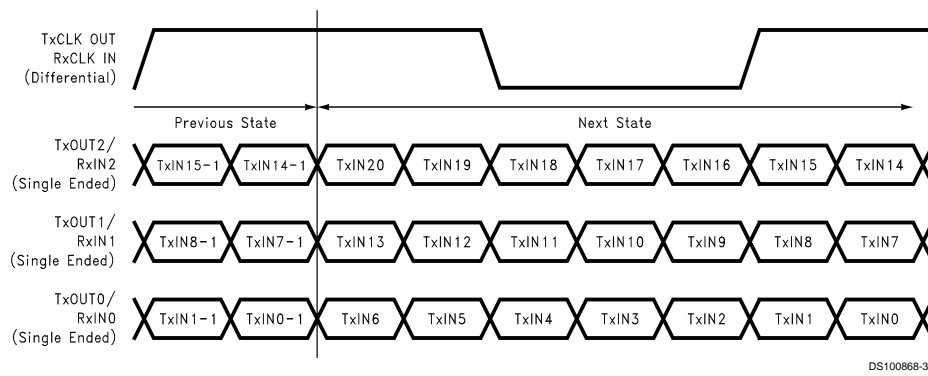 TxCLK OUT
RxCLK IN
(Differential)
Previous State
Next State
TxOUT2/
RxIN2
(Single Ended)
TxIN15-1 TxIN14-1 TxIN20 TxIN19 TxIN18 TxIN17 TxIN16 TxIN15 TxIN14
TxOUT1/
RxIN1
(Single Ended)
TxIN8-1 TxIN7-1 TxIN13 TxIN12 TxIN11 TxIN10 TxIN9 TxIN8 TxIN7
TxOUT0/
RxIN0
(Single Ended)
TxIN1-1 TxIN0-1 TxIN6 TxIN5 TxIN4 TxIN3 TxIN2 TxIN1 TxIN0
DS100868-3